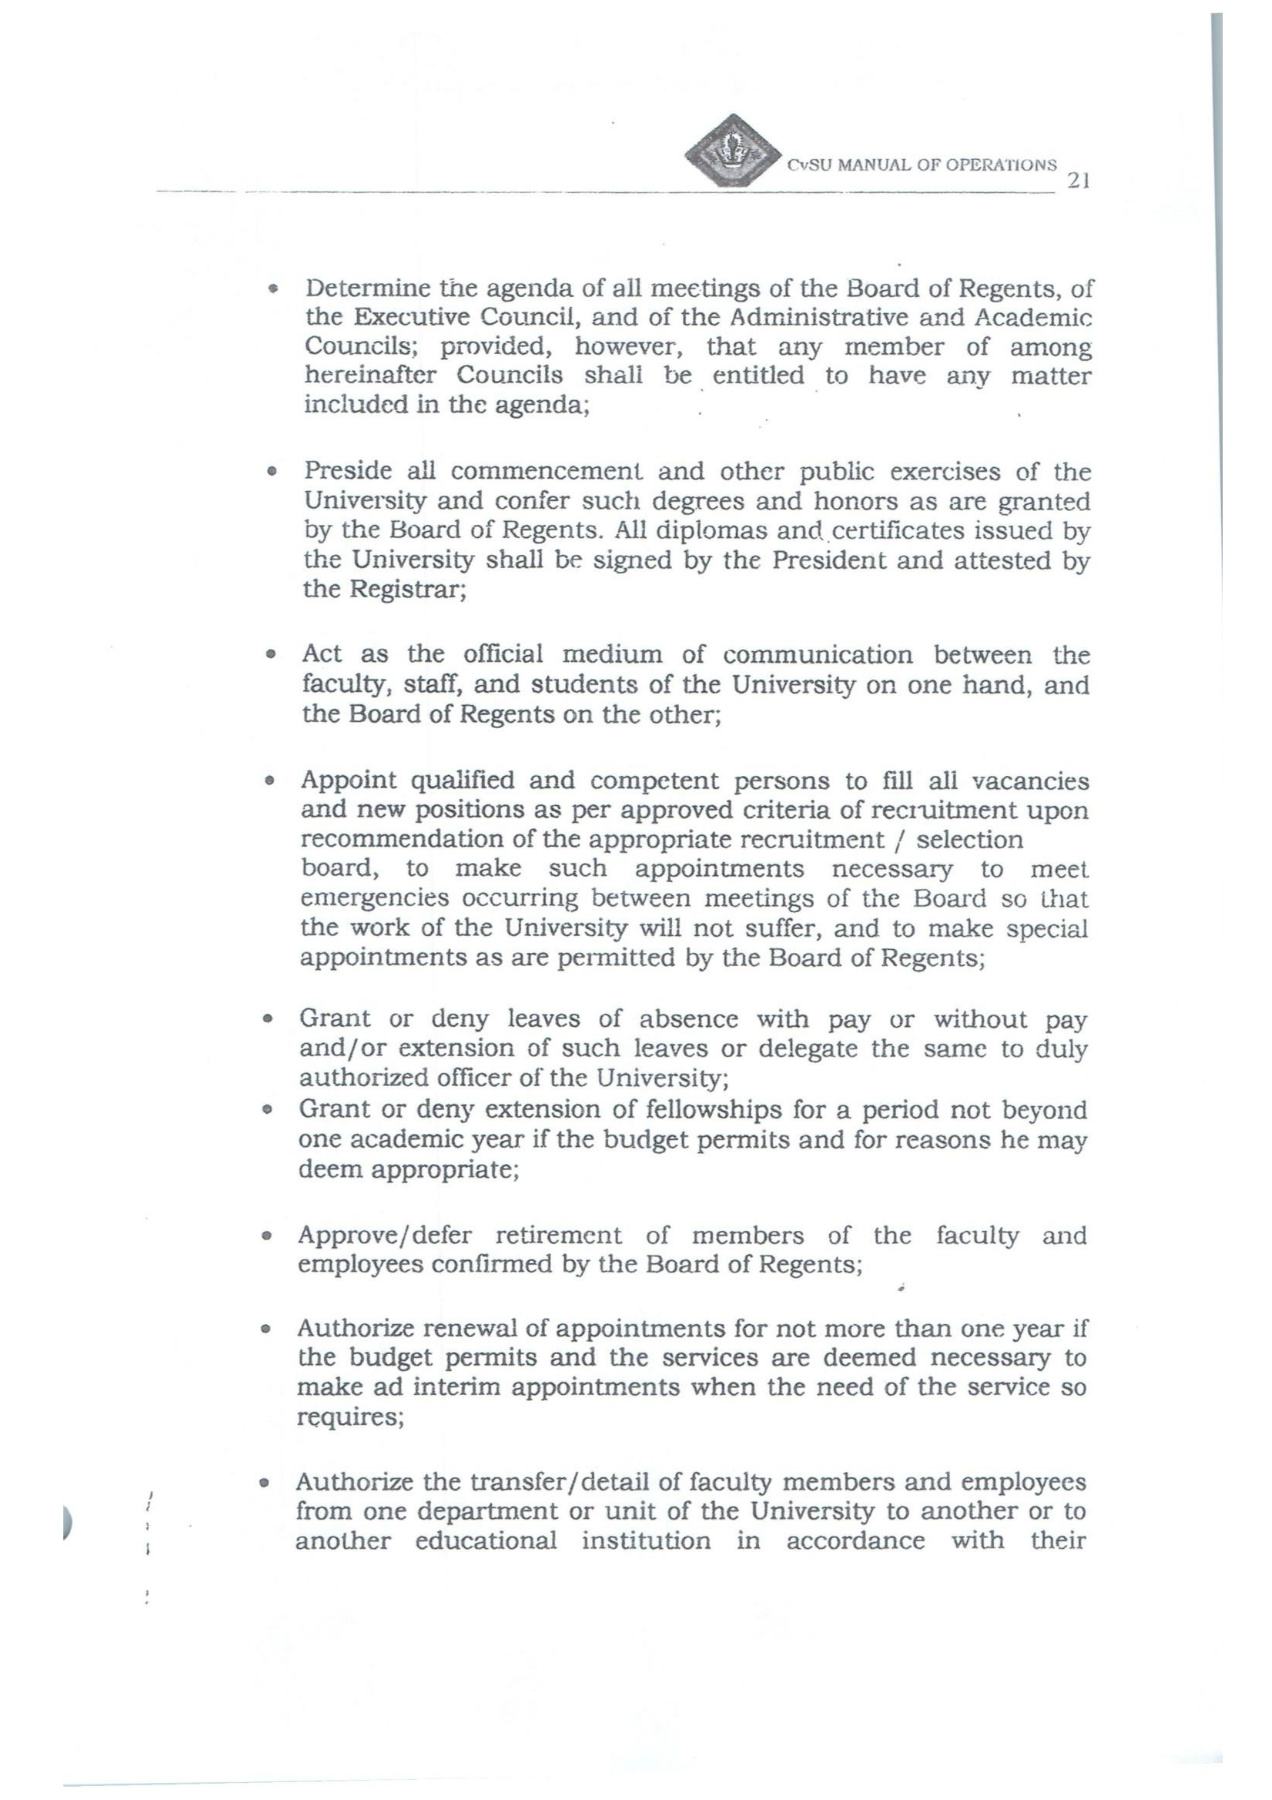 CvSU MANUAL OF OPERATIONS
21
• Determine the agenda of all meetings of the Board of Regents, of
the Executive Council, and of the Administrative and Academic
Councils; provided, however, that any member of among
hereinafter Councils shall be entitled to have any matter
included in the agenda;
• Preside all commencement and other public exercises of the
University and confer such degrees and honors as are granted
by the Board of Regents. All diplomas and certificates issued by
the University shall be signed by the President and attested by
the Registrar;
• Act as the official medium of communication between the
faculty, staff, and students of the University on one hand, and
the Board of Regents on the other;
• Appoint qualified and competent persons to fill all vacancies
and new positions as per approved criteria of recruitment upon
recommendation of the appropriate recruitment / selection
board, to make such appointments necessary to meet
emergencies occurring between meetings of the Board so that
the work of the University will not suffer, and to make special
appointments as are permitted by the Board of Regents;
• Grant or deny leaves of absence with pay or without pay
and/or extension of such leaves or delegate the same to duly
authorized officer of the University;
• Grant or deny extension of fellowships for a period not beyond
one academic year if the budget permits and for reasons he may
deem appropriate;
• Approve/defer retirement of members of the faculty and
employees confirmed by the Board of Regents;
• Authorize renewal of appointments for not more than one year if
the budget permits and the services are deemed necessary to
make ad interim appointments when the need of the service so
requires;
• Authorize the transfer/detail of faculty members and employees
from one department or unit of the University to another or to
another educational institution in accordance with their